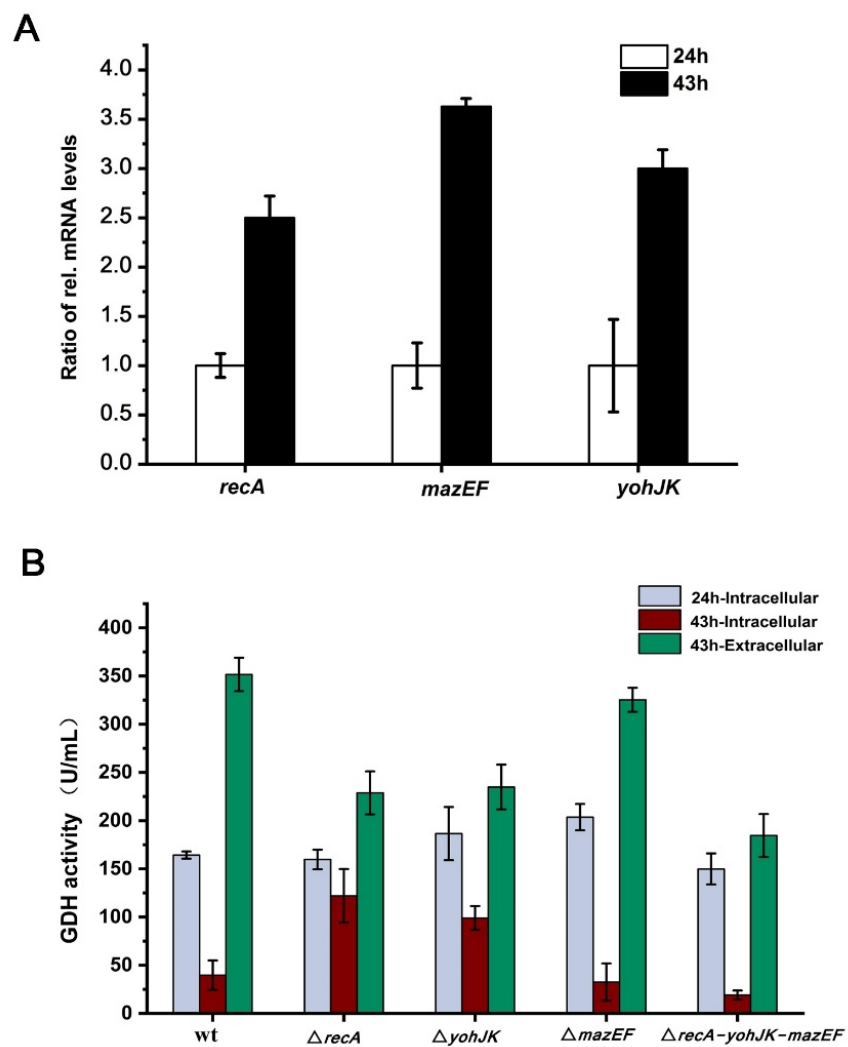 A
24h
43h
Ratio of rel. mRNA levels
4.0
3.5
3.0
2.5
2.0
1.5
1.0
0.5
0.0
recA mazEF yohJK
B
24h-Intracellular
43h-Intracellular
43h-Extracellular
GDH activity （U/mL）
400
350
300
250
200
150
100
50
0
wt △recA △yohJK △mazEF △recA-yohJK-mazEF